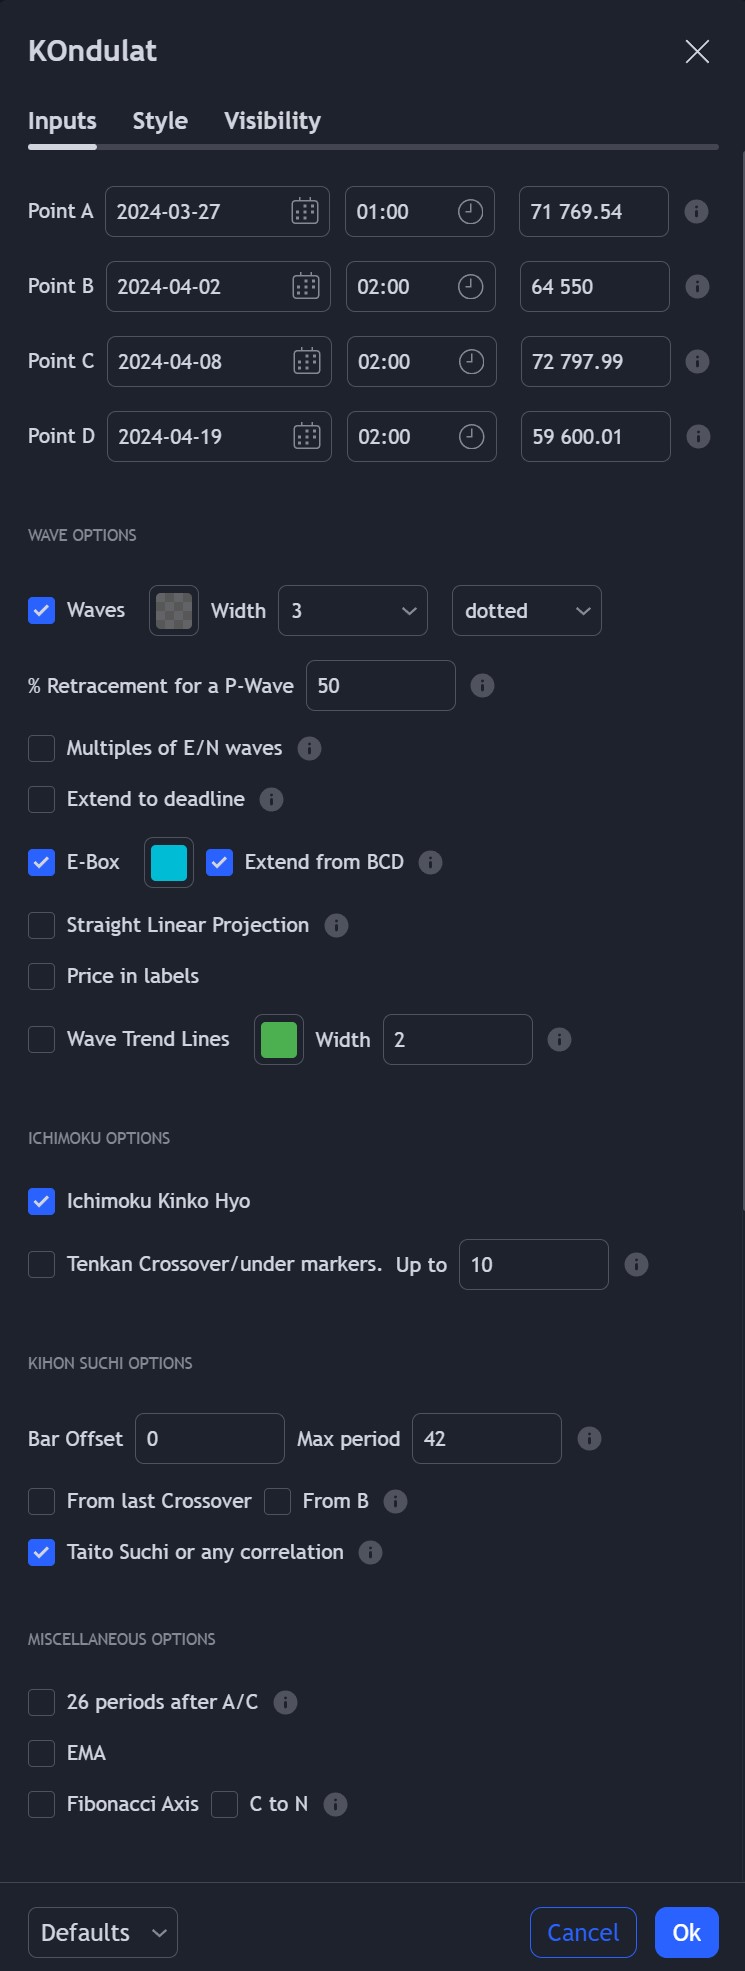 KOndulat
Inputs Style Visibility
Point A 2024-03-27 01:00 71 769.54
Point B 2024-04-02 02:00 64 550
Point C 2024-04-08 02:00 72 797.99
Point D 2024-04-19 02:00 59 600.01
WAVE OPTIONS
Waves Width 3 dotted
% Retracement for a P-Wave 50
Multiples of E/N waves
Extend to deadline
E-Box Extend from BCD
Straight Linear Projection
Price in labels
Wave Trend Lines Width 2
ICHIMOKU OPTIONS
Ichimoku Kinko Hyo
Tenkan Crossover/under markers. Up to 10
KIHON SUCHI OPTIONS
Bar Offset 0 Max period 42
From last Crossover From B
Taito Suchi or any correlation
MISCELLANEOUS OPTIONS
26 periods after A/C
EMA
Fibonacci Axis C to N
Defaults Cancel Ok